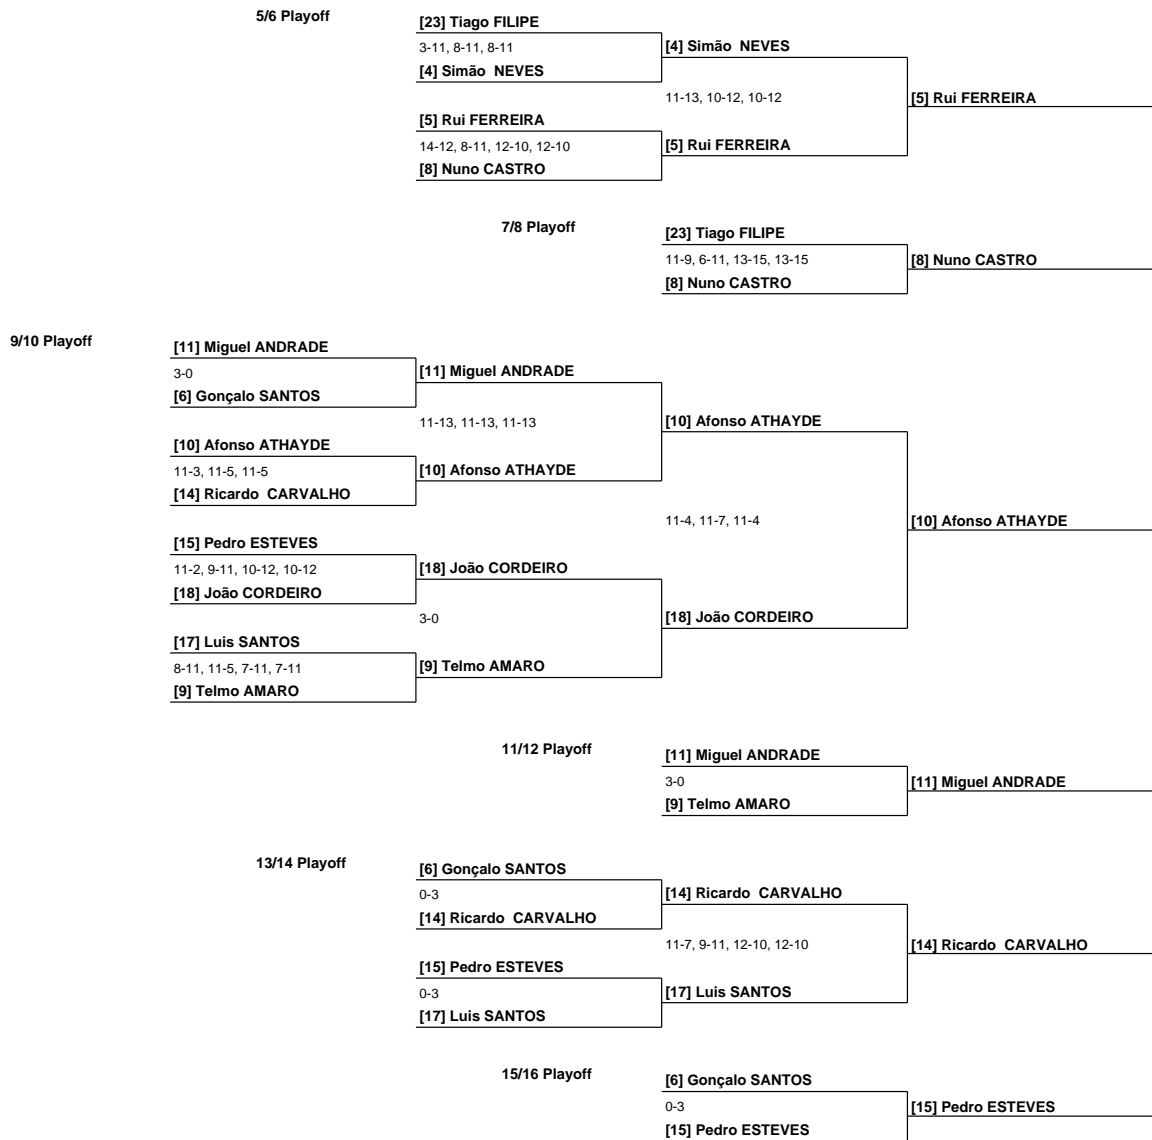 5/6 Playoff
[23] Tiago FILIPE
3-11, 8-11, 8-11
[4] Simão  NEVES
[4] Simão  NEVES
11-13, 10-12, 10-12
[5] Rui FERREIRA
[5] Rui FERREIRA
14-12, 8-11, 12-10, 12-10
[5] Rui FERREIRA
[8] Nuno CASTRO
7/8 Playoff
[23] Tiago FILIPE
11-9, 6-11, 13-15, 13-15
[8] Nuno CASTRO
[8] Nuno CASTRO
9/10 Playoff
[11] Miguel ANDRADE
3-0
[11] Miguel ANDRADE
[6] Gonçalo SANTOS
11-13, 11-13, 11-13
[10] Afonso ATHAYDE
[10] Afonso ATHAYDE
11-3, 11-5, 11-5
[10] Afonso ATHAYDE
[14] Ricardo  CARVALHO
11-4, 11-7, 11-4
[10] Afonso ATHAYDE
[15] Pedro ESTEVES
11-2, 9-11, 10-12, 10-12
[18] João CORDEIRO
[18] João CORDEIRO
3-0
[18] João CORDEIRO
[17] Luis SANTOS
8-11, 11-5, 7-11, 7-11
[9] Telmo AMARO
[9] Telmo AMARO
11/12 Playoff
[11] Miguel ANDRADE
3-0
[11] Miguel ANDRADE
[9] Telmo AMARO
13/14 Playoff
[6] Gonçalo SANTOS
0-3
[14] Ricardo  CARVALHO
[14] Ricardo  CARVALHO
11-7, 9-11, 12-10, 12-10
[14] Ricardo  CARVALHO
[15] Pedro ESTEVES
0-3
[17] Luis SANTOS
[17] Luis SANTOS
15/16 Playoff
[6] Gonçalo SANTOS
0-3
[15] Pedro ESTEVES
[15] Pedro ESTEVES